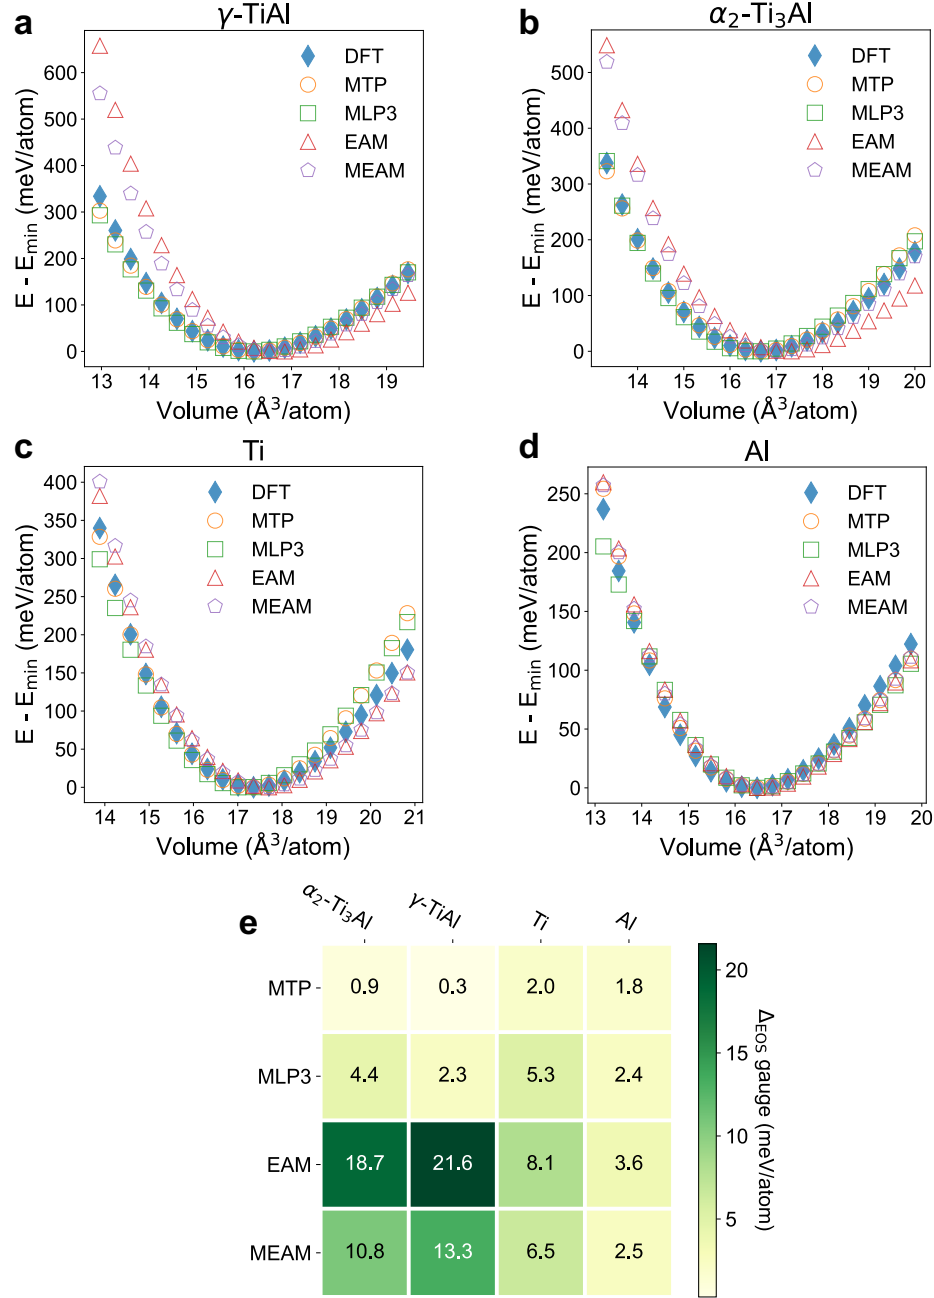 a
γ-TiAl
E - E_min (meV/atom)
600
500
400
300
200
100
0
DFT
MTP
MLP3
EAM
MEAM
13 14 15 16 17 18 19
Volume (Å³/atom)
b
α₂-Ti₃Al
E - E_min (meV/atom)
500
400
300
200
100
0
DFT
MTP
MLP3
EAM
MEAM
14 15 16 17 18 19 20
Volume (Å³/atom)
c
Ti
E - E_min (meV/atom)
400
350
300
250
200
150
100
50
0
DFT
MTP
MLP3
EAM
MEAM
14 15 16 17 18 19 20 21
Volume (Å³/atom)
d
Al
E - E_min (meV/atom)
250
200
150
100
50
0
DFT
MTP
MLP3
EAM
MEAM
13 14 15 16 17 18 19 20
Volume (Å³/atom)
e
α₂-Ti₃Al γ-TiAl Ti Al
MTP 0.9 0.3 2.0 1.8
MLP3 4.4 2.3 5.3 2.4
EAM 18.7 21.6 8.1 3.6
MEAM 10.8 13.3 6.5 2.5
20
15
10
5
Δ_EOS gauge (meV/atom)